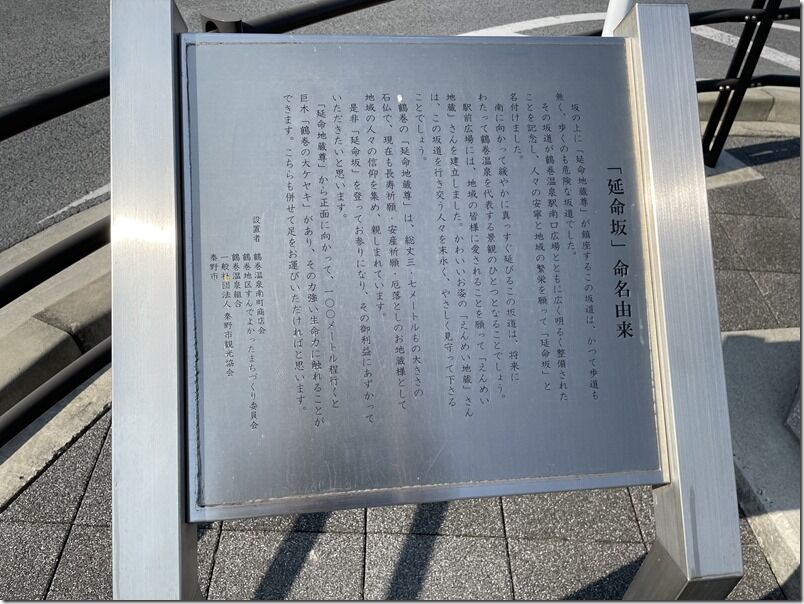 「延命坂」命名由来
坂の上に「延命地蔵尊」が鎮座するこの坂道は、かつて歩道も
無く、歩くのも危険な坂道でした。
その坂道が鶴巻温泉駅南口広場とともに広く明るく整備された
ことを記念し、人々の安寧と地域の繁栄を願って「延命坂」と
名付けました。
南に向かって緩やかに真っすぐ延びるこの坂道は、将来に
わたって鶴巻温泉を代表する景観のひとつとなることでしょう。
駅前広場には、地域の皆様に愛されることを願って「えんめい
地蔵」さんを建立しました。かわいいお姿の「えんめい地蔵」さん
は、この坂道を行き交う人々を末永く、やさしく見守って下さる
ことでしょう。
鶴巻の「延命地蔵尊」は、総丈三・七メートルもの大きさの
石仏で、現在も長寿祈願・安産祈願、厄落としのお地蔵様として
地域の人々の信仰を集め、親しまれています。
是非「延命坂」を登ってお参りになり、その御利益にあずかって
いただきたいと思います。
「延命地蔵尊」から正面に向かって、一〇〇メートル程行くと
巨木「鶴巻の大ケヤキ」があり、その力強い生命力に触れることが
できます。こちらも併せて足をお運びいただければと思います。
設置者 鶴巻温泉南町商店会
鶴巻地区すんでよかったまちづくり委員会
鶴巻温泉組合
一般社団法人 秦野市観光協会
秦野市